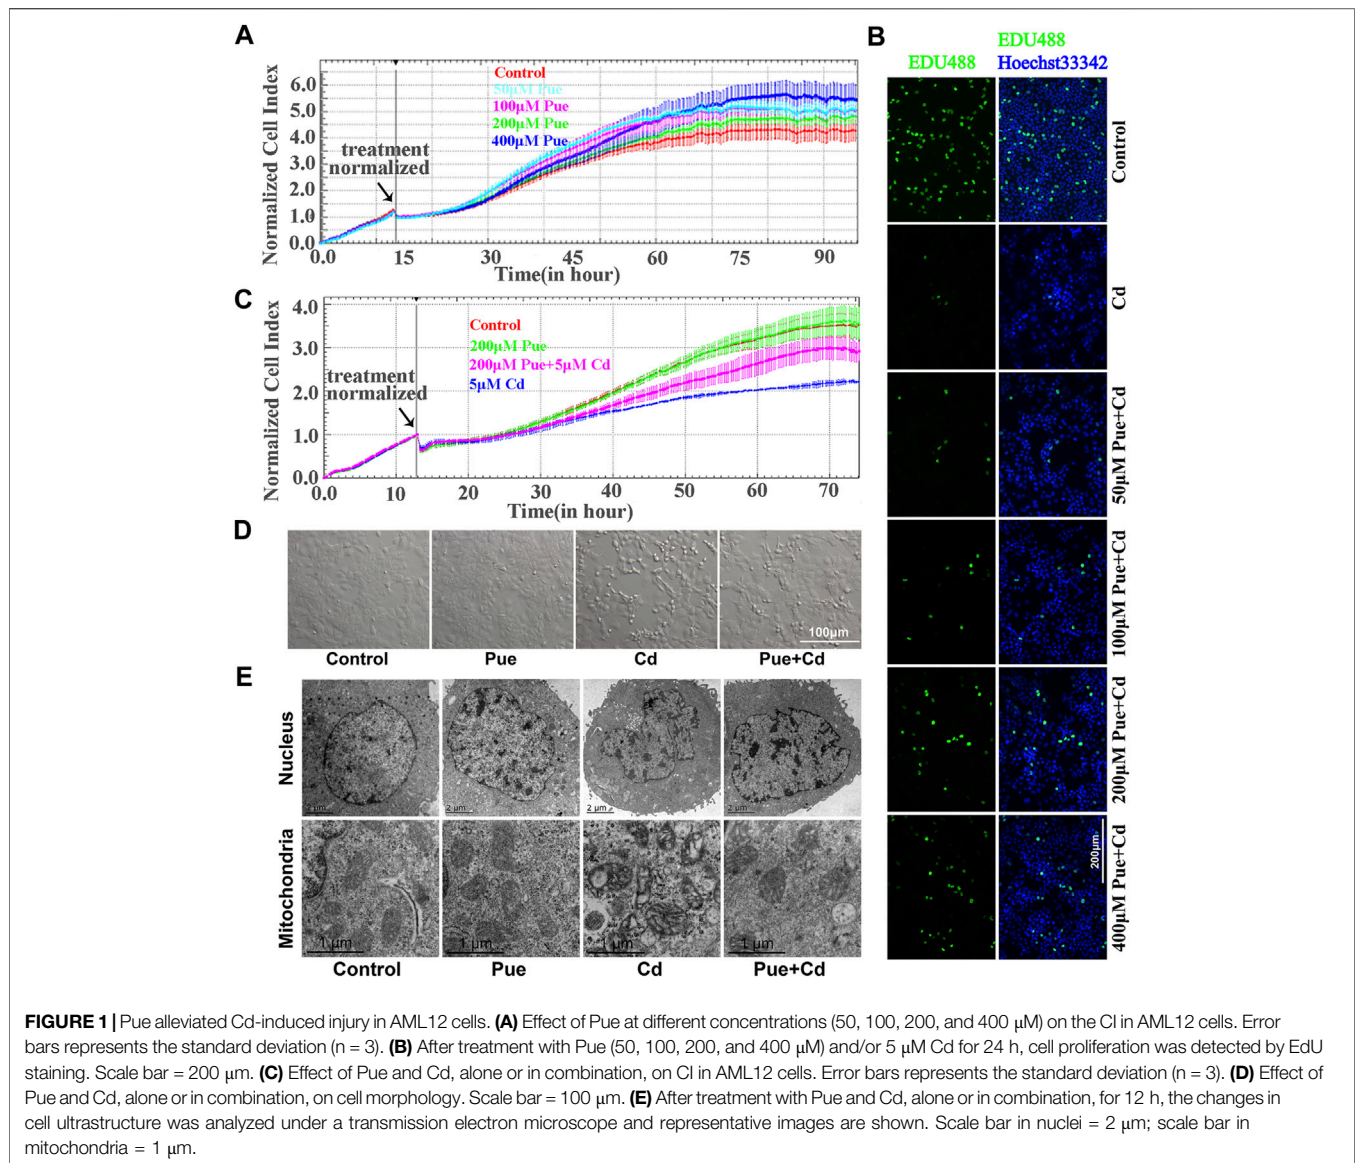 A
Normalized Cell Index
6.0
5.0
4.0
3.0
2.0
1.0
0.0
Control
50µM Pue
100µM Pue
200µM Pue
400µM Pue
treatment
normalized
0.0 15 30 45 60 75 90
Time(in hour)
B
EDU488
EDU488
Hoechst33342
Control
Cd
50µM Pue+Cd
100µM Pue+Cd
200µM Pue+Cd
400µM Pue+Cd
200µm
C
Normalized Cell Index
4.0
3.0
2.0
1.0
0.0
Control
200µM Pue
200µM Pue+5µM Cd
5µM Cd
treatment
normalized
0.0 10 20 30 40 50 60 70
Time(in hour)
D
100µm
Control Pue Cd Pue+Cd
E
Nucleus
2 µm 2 µm 2 µm 2 µm
Mitochondria
1 µm 1 µm 1 µm 1 µm
Control Pue Cd Pue+Cd
FIGURE 1 | Pue alleviated Cd-induced injury in AML12 cells. (A) Effect of Pue at different concentrations (50, 100, 200, and 400 μM) on the CI in AML12 cells. Error
bars represents the standard deviation (n = 3). (B) After treatment with Pue (50, 100, 200, and 400 μM) and/or 5 μM Cd for 24 h, cell proliferation was detected by EdU
staining. Scale bar = 200 μm. (C) Effect of Pue and Cd, alone or in combination, on CI in AML12 cells. Error bars represents the standard deviation (n = 3). (D) Effect of
Pue and Cd, alone or in combination, on cell morphology. Scale bar = 100 μm. (E) After treatment with Pue and Cd, alone or in combination, for 12 h, the changes in
cell ultrastructure was analyzed under a transmission electron microscope and representative images are shown. Scale bar in nuclei = 2 μm; scale bar in
mitochondria = 1 μm.